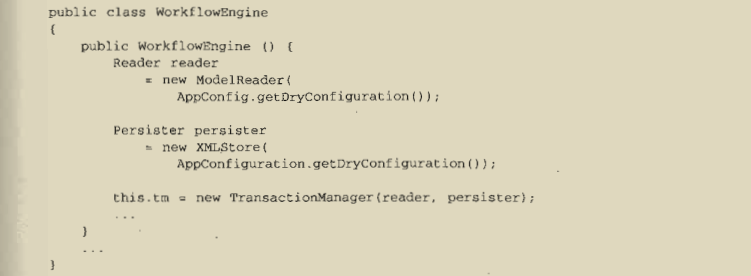 public class WorkflowEngine
{
    public WorkflowEngine () {
        Reader reader
            = new ModelReader(
                AppConfig.getDryConfiguration());

        Persister persister
            = new XMLStore(
                AppConfiguration.getDryConfiguration());

        this.tm = new TransactionManager(reader, persister);
        ...
    }
    ...
}